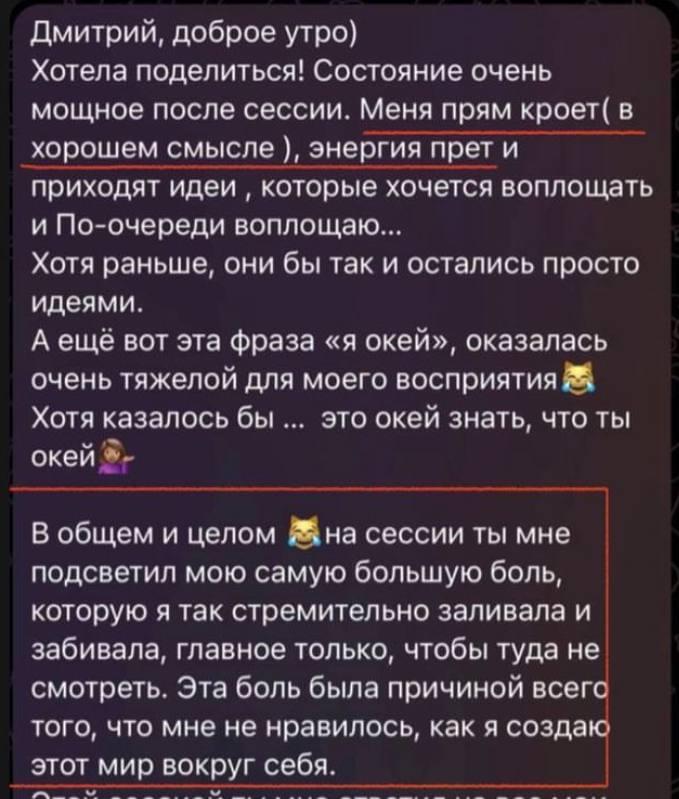 Дмитрий, доброе утро)
Хотела поделиться! Состояние очень
мощное после сессии. Меня прям кроет( в
хорошем смысле ), энергия прет и
приходят идеи , которые хочется воплощать
и По-очереди воплощаю...
Хотя раньше, они бы так и остались просто
идеями.
А ещё вот эта фраза «я окей», оказалась
очень тяжелой для моего восприятия😹
Хотя казалось бы ... это окей знать, что ты
окей💁🏽‍♀️
В общем и целом 😹на сессии ты мне
подсветил мою самую большую боль,
которую я так стремительно заливала и
забивала, главное только, чтобы туда не
смотреть. Эта боль была причиной всего
того, что мне не нравилось, как я создаю
этот мир вокруг себя.